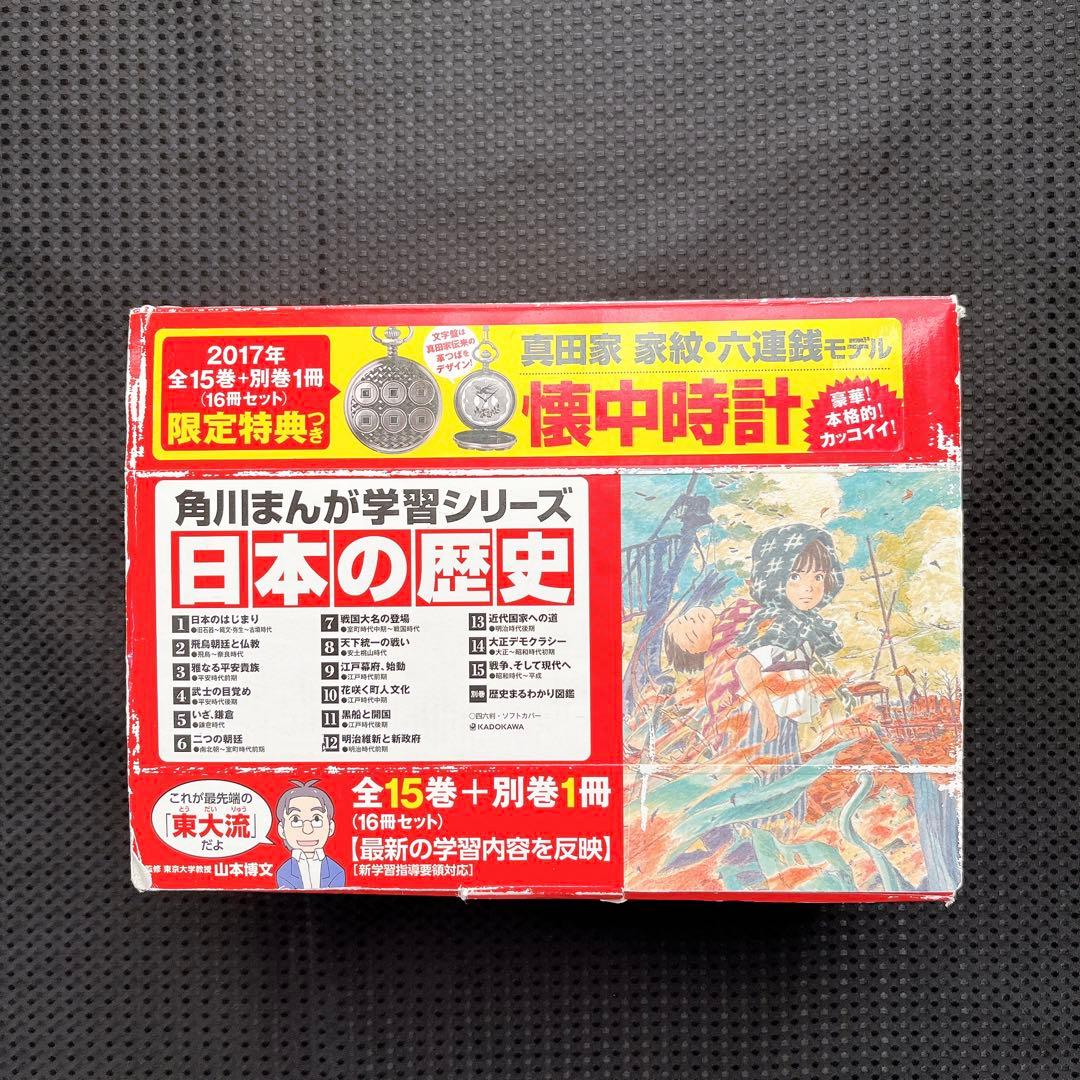 2017年
全15巻+別巻1冊
(16冊セット)
限定特典つき
文字盤は
真田家伝来の
革つばを
デザイン!
真田家 家紋・六連銭モデル
懐中時計
豪華!
本格的!
カッコイイ!
角川まんが学習シリーズ
日本の歴史
1 日本のはじまり
●旧石器〜縄文・弥生〜古墳時代
2 飛鳥朝廷と仏教
●飛鳥〜奈良時代
3 雅なる平安貴族
●平安時代前期
4 武士の目覚め
●平安時代後期
5 いざ、鎌倉
●鎌倉時代
6 二つの朝廷
●南北朝〜室町時代前期
7 戦国大名の登場
●室町時代中期〜戦国時代
8 天下統一の戦い
●安土桃山時代
9 江戸幕府、始動
●江戸時代前期
10 花咲く町人文化
●江戸時代中期
11 黒船と開国
●江戸時代後期
12 明治維新と新政府
●明治時代前期
13 近代国家への道
●明治時代後期
14 大正デモクラシー
●大正〜昭和時代初期
15 戦争、そして現代へ
●昭和時代〜平成
別巻 歴史まるわかり図鑑
○四六判・ソフトカバー
KADOKAWA
これが最先端の
とう だい りゅう
「東大流」
だよ
監修 東京大学教授 山本博文
全15巻+別巻1冊
(16冊セット)
【最新の学習内容を反映】
[新学習指導要領対応]